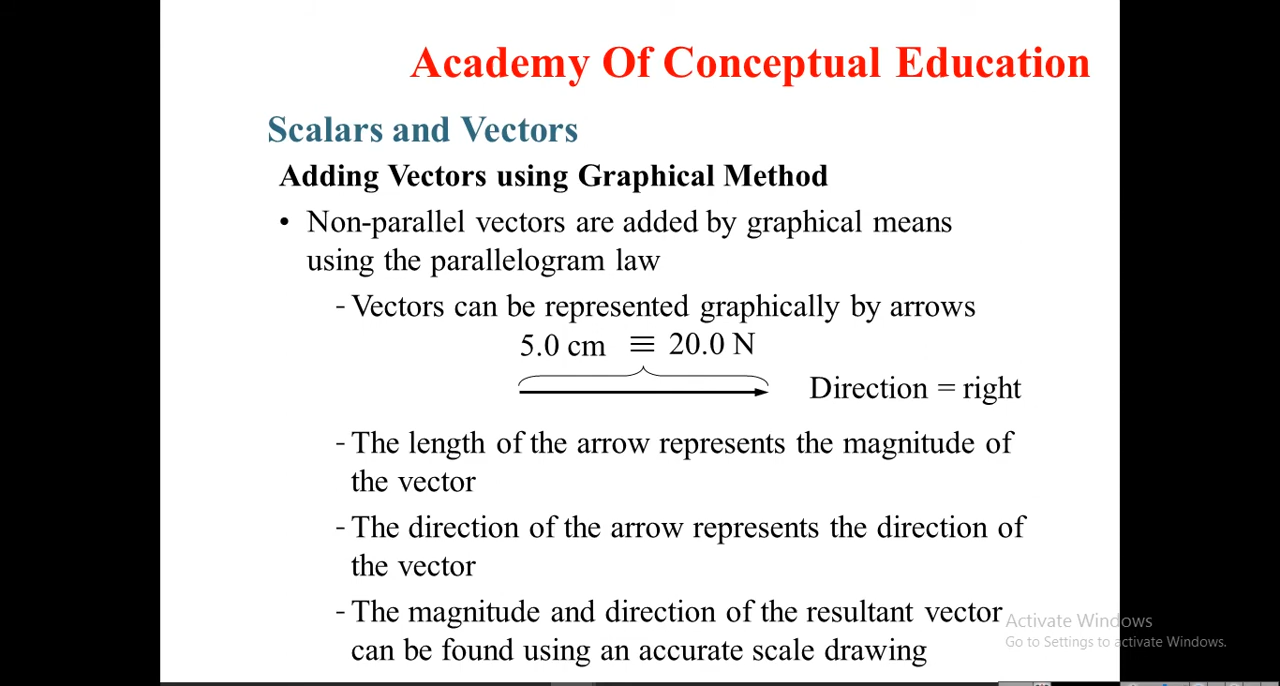 Academy Of Conceptual Education
Scalars and Vectors
Adding Vectors using Graphical Method
• Non-parallel vectors are added by graphical means
using the parallelogram law
- Vectors can be represented graphically by arrows
5.0 cm ≡ 20.0 N
Direction = right
- The length of the arrow represents the magnitude of
the vector
- The direction of the arrow represents the direction of
the vector
- The magnitude and direction of the resultant vector
can be found using an accurate scale drawing
Activate Windows
Go to Settings to activate Windows.